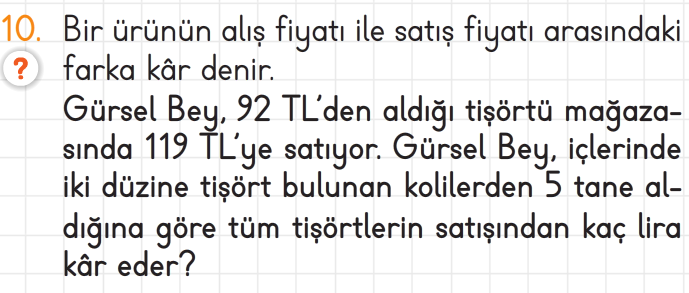 10. Bir ürünün alış fiyatı ile satış fiyatı arasındaki
? farka kâr denir.
Gürsel Bey, 92 TL'den aldığı tişörtü mağaza-
sında 119 TL'ye satıyor. Gürsel Bey, içlerinde
iki düzine tişört bulunan kolilerden 5 tane al-
dığına göre tüm tişörtlerin satışından kaç lira
kâr eder?